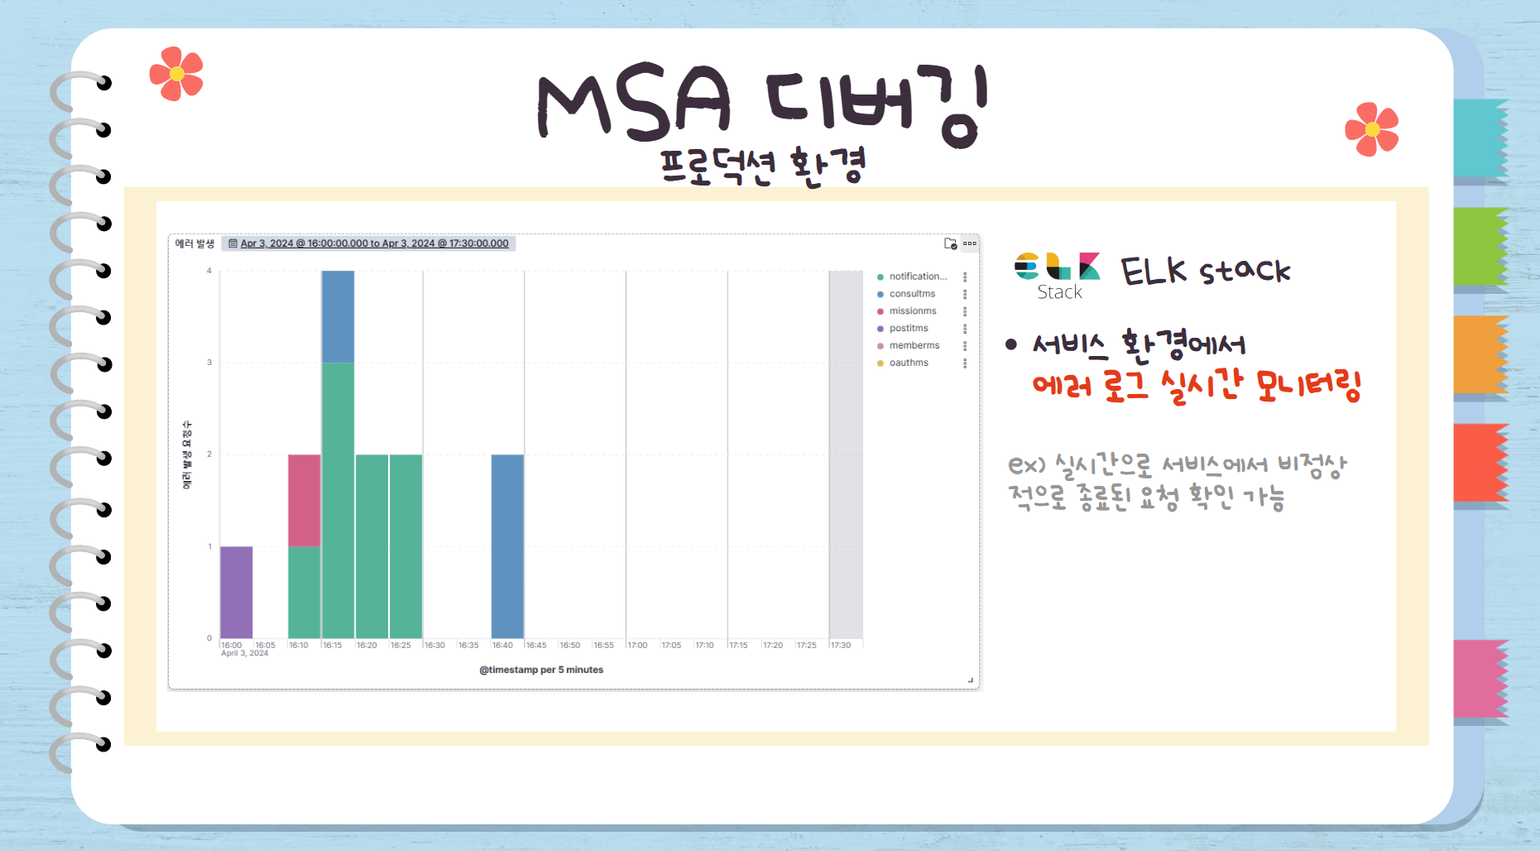 MSA 디버깅
프로덕션 환경
에러 발생 Apr 3, 2024 @ 16:00:00.000 to Apr 3, 2024 @ 17:30:00.000
에러 발생 요청수
4
3
2
1
0
16:00 16:05 16:10 16:15 16:20 16:25 16:30 16:35 16:40 16:45 16:50 16:55 17:00 17:05 17:10 17:15 17:20 17:25 17:30
April 3, 2024
@timestamp per 5 minutes
notification...
consultms
missionms
postitms
memberms
oauthms
elk
Stack
ELK stack
• 서비스 환경에서
에러 로그 실시간 모니터링
ex) 실시간으로 서비스에서 비정상
적으로 종료된 요청 확인 가능